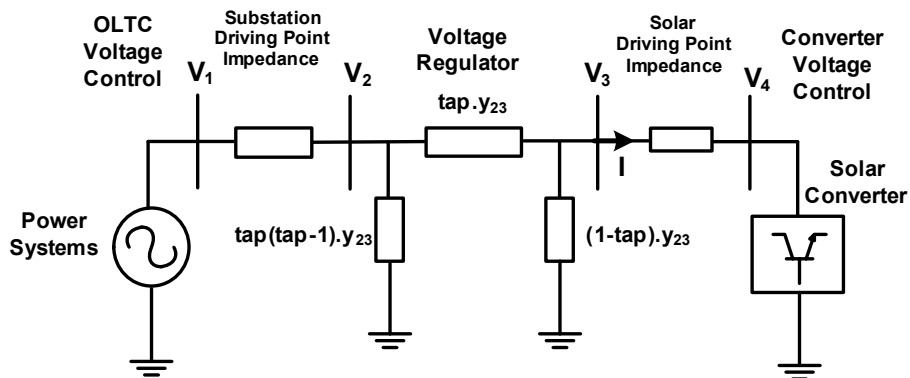 OLTC
Voltage
Control
V1
Substation
Driving Point
Impedance
V2
Voltage
Regulator
tap.y23
V3
Solar
Driving Point
Impedance
V4
Converter
Voltage
Control
I
Solar
Converter
Power
Systems
tap(tap-1).y23
(1-tap).y23